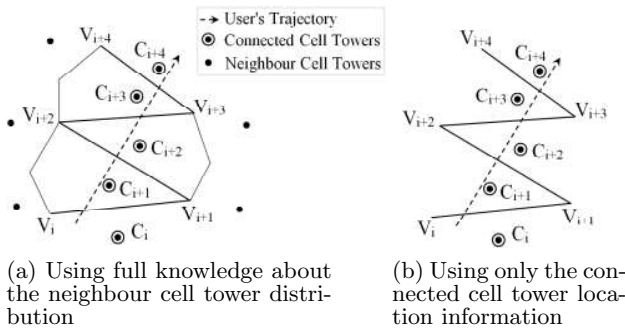 User's Trajectory
Connected Cell Towers
Neighbour Cell Towers
V_{i+4}
C_{i+4}
C_{i+3}
V_{i+3}
V_{i+2}
C_{i+2}
C_{i+1}
V_i
V_{i+1}
C_i
V_{i+4}
C_{i+4}
C_{i+3}
V_{i+3}
V_{i+2}
C_{i+2}
C_{i+1}
V_i
V_{i+1}
C_i
(a) Using full knowledge about
the neighbour cell tower distri-
bution
(b) Using only the con-
nected cell tower loca-
tion information